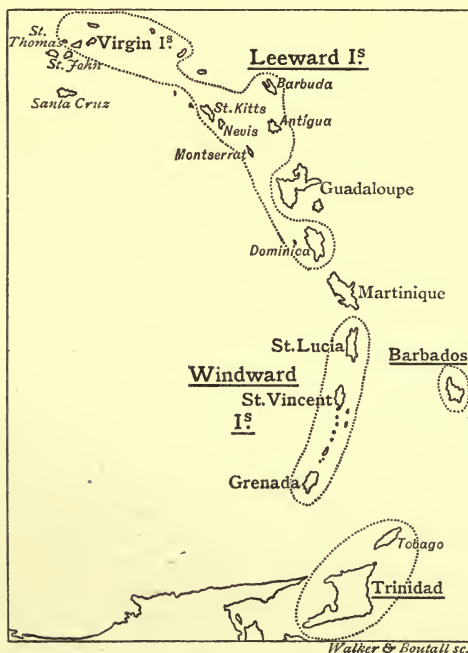 St.
Thomas
Virgin Is.
St. John
Santa Cruz
Leeward Is.
Barbuda
St. Kitts
Nevis
Antigua
Montserrat
Guadaloupe
Dominica
Martinique
St. Lucia
Barbados
Windward
Is.
St. Vincent
Grenada
Tobago
Trinidad
Walker & Boutall sc.